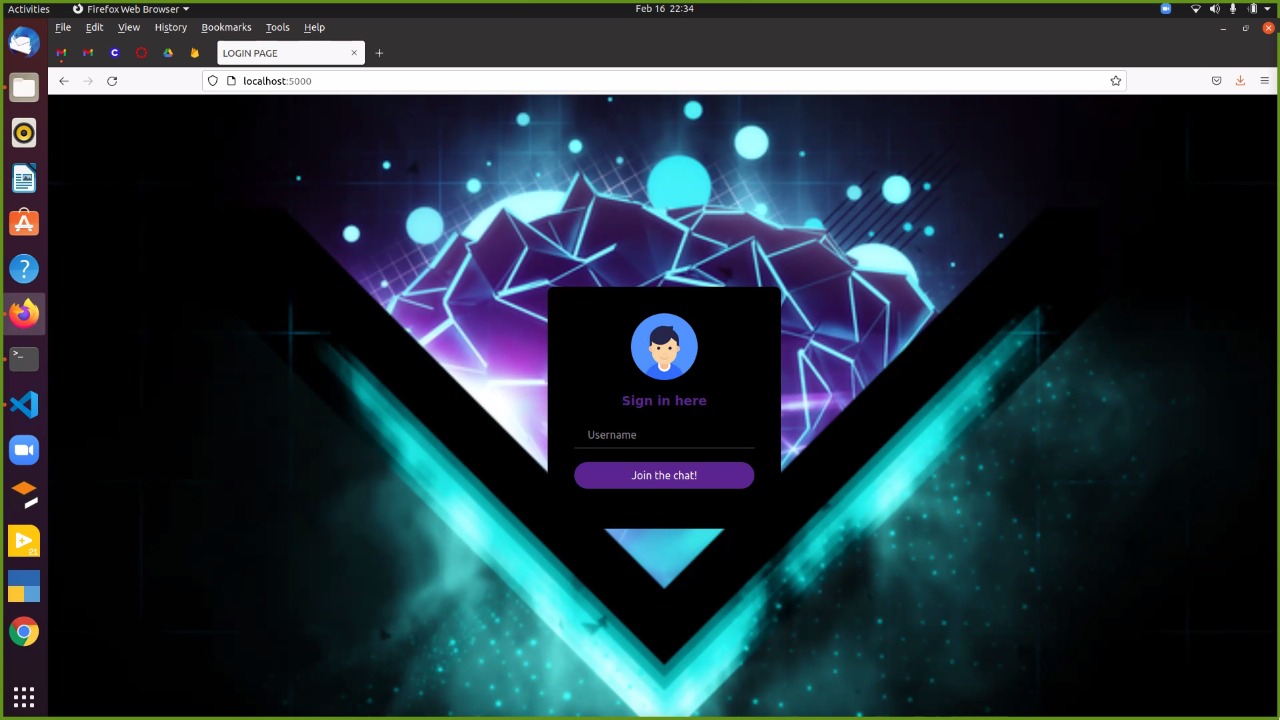 Activities Firefox Web Browser Feb 16 22:34
File Edit View History Bookmarks Tools Help
LOGIN PAGE
localhost:5000
Sign in here
Username
Join the chat!
21